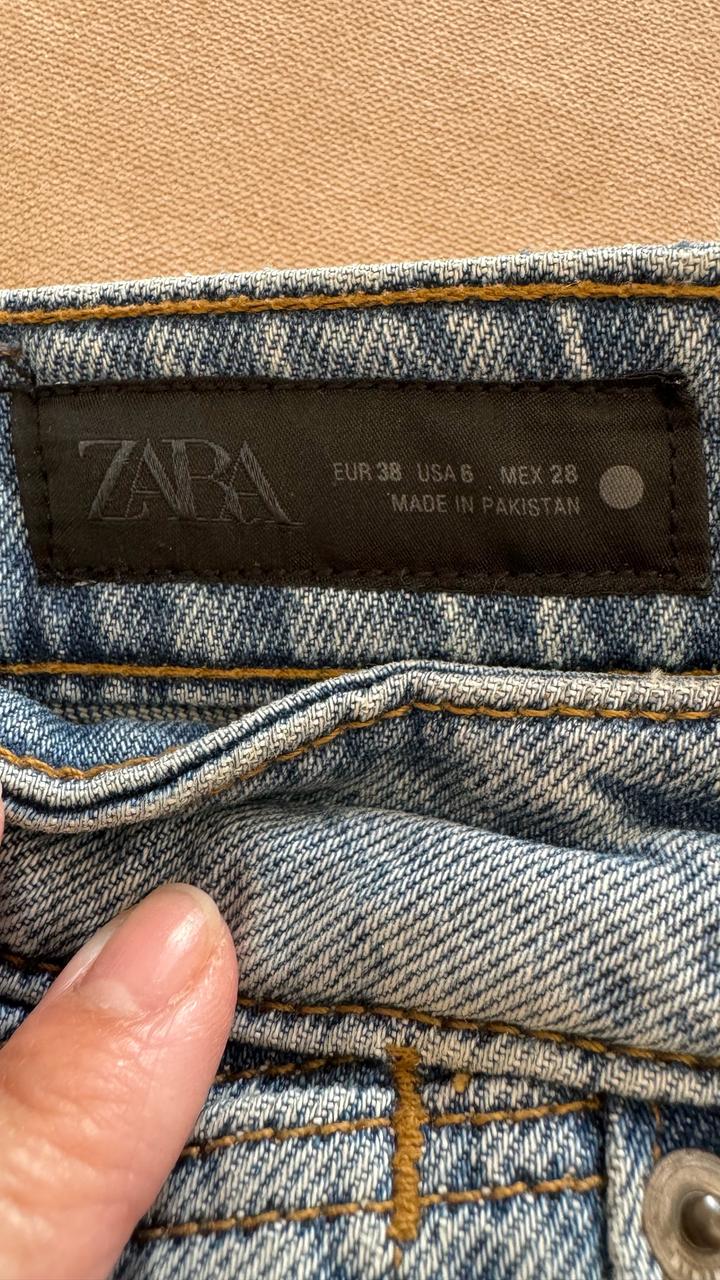 ZARA
EUR 38 USA 6 MEX 28
MADE IN PAKISTAN